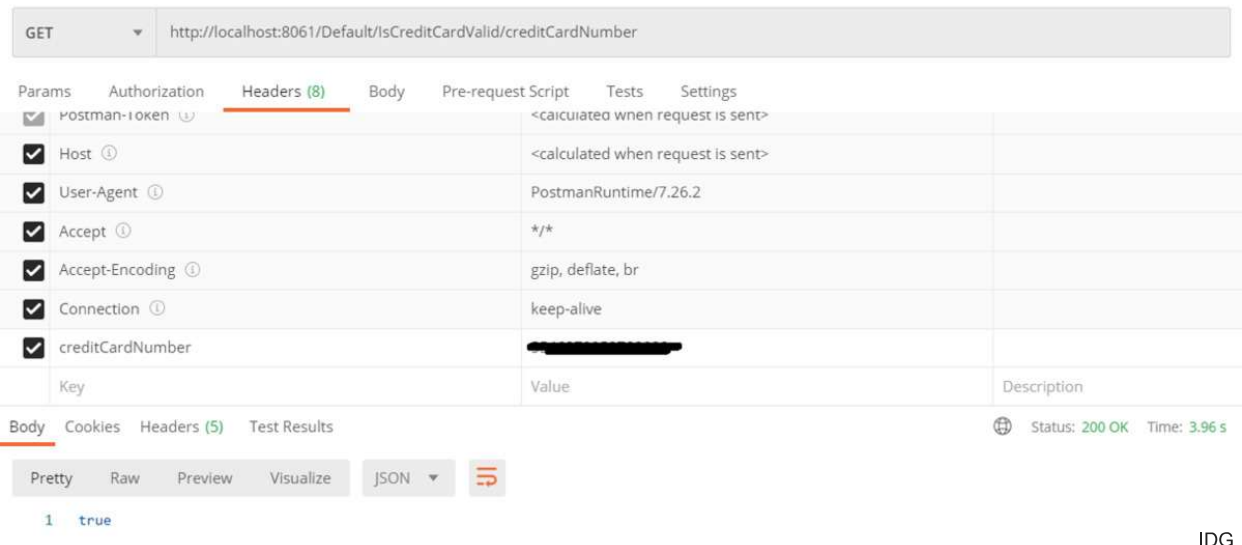 GET http://localhost:8061/Default/IsCreditCardValid/creditCardNumber
Params Authorization Headers (8) Body Pre-request Script Tests Settings
Postman-Token <calculated when request is sent>
Host <calculated when request is sent>
User-Agent PostmanRuntime/7.26.2
Accept */*
Accept-Encoding gzip, deflate, br
Connection keep-alive
creditCardNumber
Key Value Description
Body Cookies Headers (5) Test Results Status: 200 OK Time: 3.96 s
Pretty Raw Preview Visualize JSON
1 true
IDG